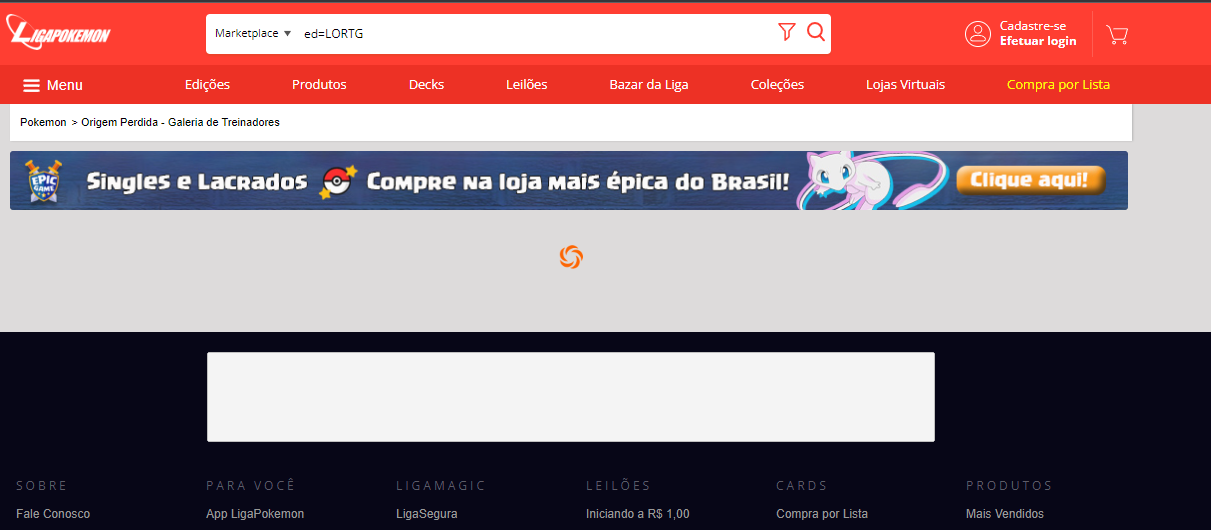 LIGAPOKEMON
Marketplace ed=LORTG
Cadastre-se
Efetuar login
Menu Edições Produtos Decks Leilões Bazar da Liga Coleções Lojas Virtuais Compra por Lista
Pokemon > Origem Perdida - Galeria de Treinadores
EPIC GAME Singles e Lacrados Compre na loja mais épica do Brasil! Clique aqui!
SOBRE PARA VOCÊ LIGAMAGIC LEILÕES CARDS PRODUTOS
Fale Conosco App LigaPokemon LigaSegura Iniciando a R$ 1,00 Compra por Lista Mais Vendidos